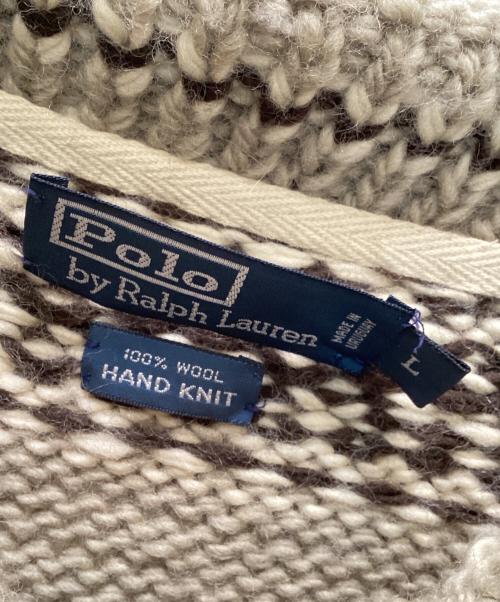 Polo
by Ralph Lauren
MADE IN
URUGUAY
100% WOOL
HAND KNIT